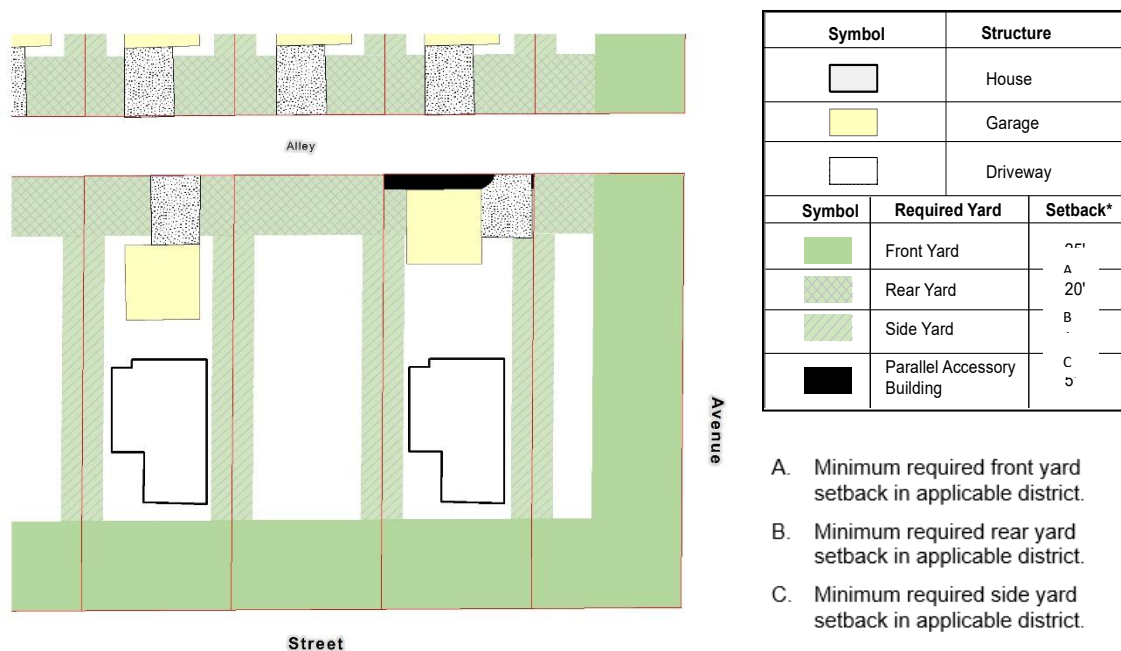 Alley
Avenue
Street
Symbol Structure
House
Garage
Driveway
Symbol Required Yard Setback*
Front Yard
A
Rear Yard 20'
B
Side Yard
C
Parallel Accessory
Building
A. Minimum required front yard
setback in applicable district.
B. Minimum required rear yard
setback in applicable district.
C. Minimum required side yard
setback in applicable district.